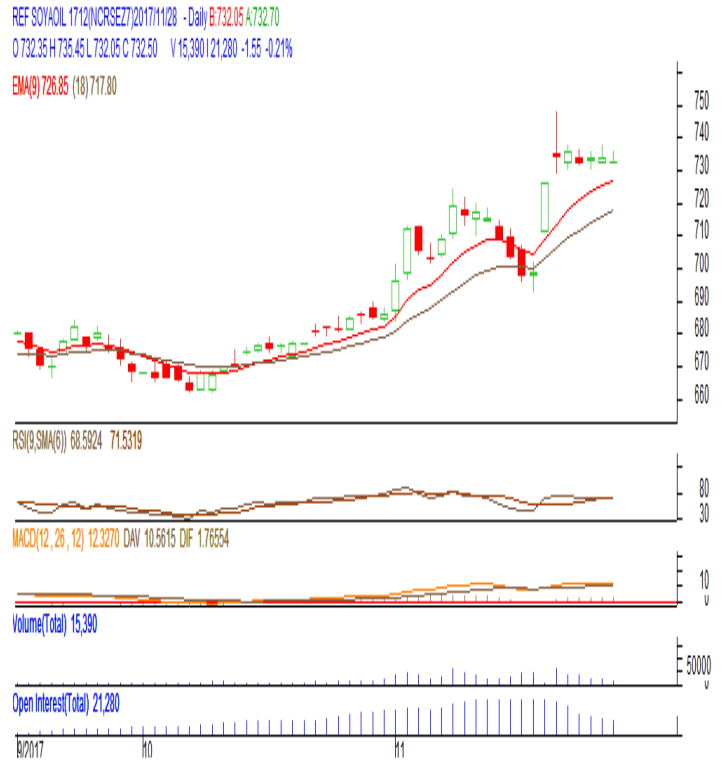 REF SOYAOIL 1712(NCRSEZ7)2017/11/28 - Daily B:732.05 A:732.70
O 732.35 H 735.45 L 732.05 C 732.50 V 15,390 I 21,280 -1.55 -0.21%
EMA(9) 726.85 (18) 717.80
750
740
730
720
710
700
690
680
670
660
RSI(9,SMA(6)) 68.5924 71.5319
80
30
MACD(12 , 26 , 12) 12.3270 DAV 10.5615 DIF 1.76554
10
0
Volume(Total) 15,390
50000
0
Open Interest(Total) 21,280
9/2017 10 11